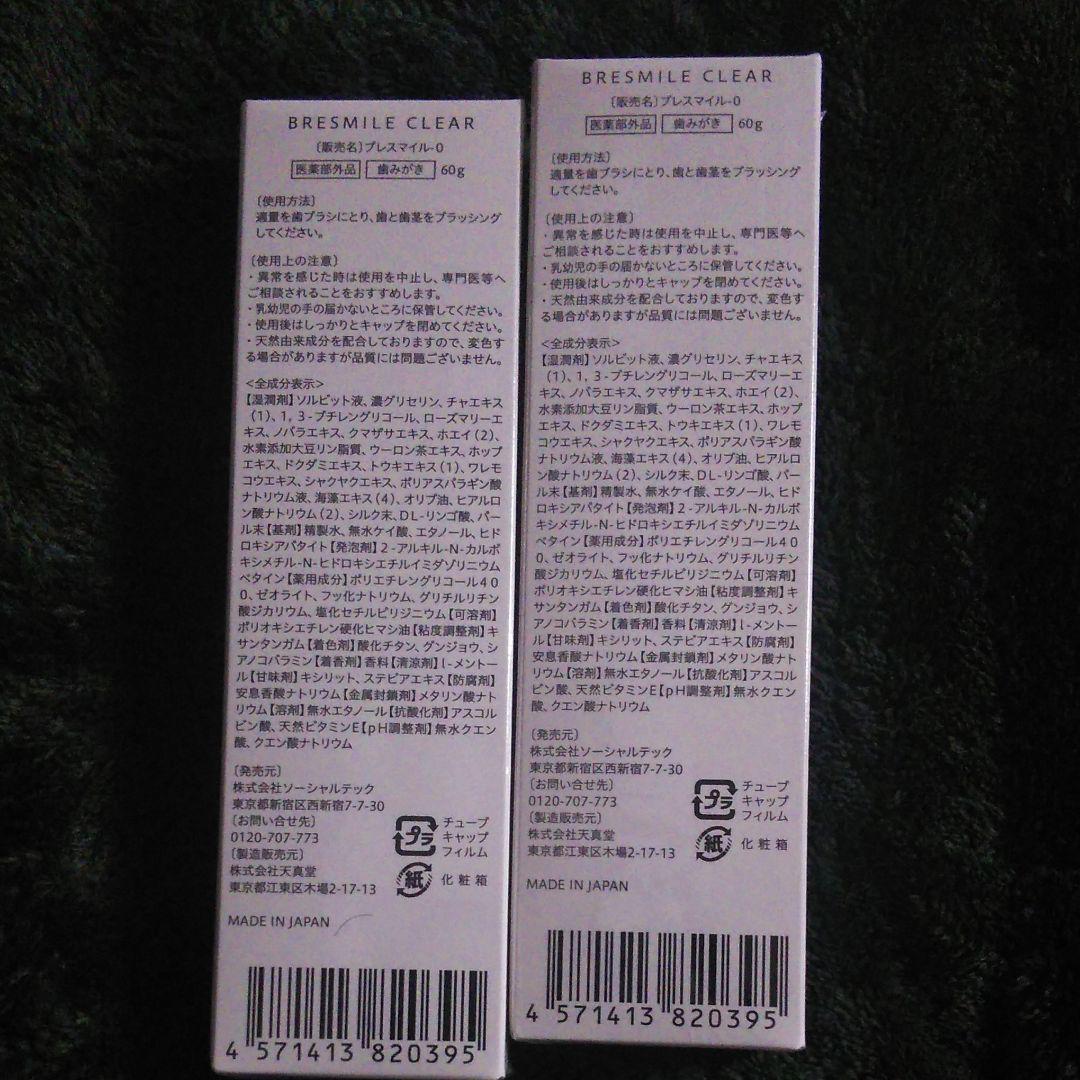 BRESMILE CLEAR
〔販売名〕ブレスマイル-0
医薬部外品 歯みがき 60g
〔使用方法〕
適量を歯ブラシにとり、歯と歯茎をブラッシング
してください。
〔使用上の注意〕
・異常を感じた時は使用を中止し、専門医等へ
ご相談されることをおすすめします。
・乳幼児の手の届かないところに保管してください。
・使用後はしっかりとキャップを閉めてください。
・天然由来成分を配合しておりますので、変色す
る場合がありますが品質には問題ございません。
<全成分表示>
【湿潤剤】ソルビット液、濃グリセリン、チャエキス
(1)、1,3-ブチレングリコール、ローズマリーエ
キス、ノバラエキス、クマザサエキス、ホエイ(2)、
水素添加大豆リン脂質、ウーロン茶エキス、ホップ
エキス、ドクダミエキス、トウキエキス(1)、ワレモ
コウエキス、シャクヤクエキス、ポリアスパラギン酸
ナトリウム液、海藻エキス(4)、オリブ油、ヒアルロ
ン酸ナトリウム(2)、シルク末、DL-リンゴ酸、パー
ル末【基剤】精製水、無水ケイ酸、エタノール、ヒド
ロキシアパタイト【発泡剤】2-アルキル-N-カルボ
キシメチル-N-ヒドロキシエチルイミダゾリニウム
ベタイン【薬用成分】ポリエチレングリコール40
0、ゼオライト、フッ化ナトリウム、グリチルリチン
酸ジカリウム、塩化セチルピリジニウム【可溶剤】
ポリオキシエチレン硬化ヒマシ油【粘度調整剤】キ
サンタンガム【着色剤】酸化チタン、グンジョウ、シ
アノコバラミン【着香剤】香料【清涼剤】l-メントー
ル【甘味剤】キシリット、ステビアエキス【防腐剤】
安息香酸ナトリウム【金属封鎖剤】メタリン酸ナト
リウム【溶剤】無水エタノール【抗酸化剤】アスコル
ビン酸、天然ビタミンE【pH調整剤】無水クエン
酸、クエン酸ナトリウム
〔発売元〕
株式会社ソーシャルテック
東京都新宿区西新宿7-7-30
〔お問い合せ先〕
0120-707-773
〔製造販売元〕
株式会社天真堂
東京都江東区木場2-17-13
プラ
チューブ
キャップ
フィルム
紙 化粧箱
MADE IN JAPAN
4 571413 820395
BRESMILE CLEAR
〔販売名〕ブレスマイル-0
医薬部外品 歯みがき 60g
〔使用方法〕
適量を歯ブラシにとり、歯と歯茎をブラッシング
してください。
〔使用上の注意〕
・異常を感じた時は使用を中止し、専門医等へ
ご相談されることをおすすめします。
・乳幼児の手の届かないところに保管してください。
・使用後はしっかりとキャップを閉めてください。
・天然由来成分を配合しておりますので、変色す
る場合がありますが品質には問題ございません。
<全成分表示>
【湿潤剤】ソルビット液、濃グリセリン、チャエキス
(1)、1,3-ブチレングリコール、ローズマリーエ
キス、ノバラエキス、クマザサエキス、ホエイ(2)、
水素添加大豆リン脂質、ウーロン茶エキス、ホップ
エキス、ドクダミエキス、トウキエキス(1)、ワレモ
コウエキス、シャクヤクエキス、ポリアスパラギン酸
ナトリウム液、海藻エキス(4)、オリブ油、ヒアルロ
ン酸ナトリウム(2)、シルク末、DL-リンゴ酸、パー
ル末【基剤】精製水、無水ケイ酸、エタノール、ヒド
ロキシアパタイト【発泡剤】2-アルキル-N-カルボ
キシメチル-N-ヒドロキシエチルイミダゾリニウム
ベタイン【薬用成分】ポリエチレングリコール40
0、ゼオライト、フッ化ナトリウム、グリチルリチン
酸ジカリウム、塩化セチルピリジニウム【可溶剤】
ポリオキシエチレン硬化ヒマシ油【粘度調整剤】キ
サンタンガム【着色剤】酸化チタン、グンジョウ、シ
アノコバラミン【着香剤】香料【清涼剤】l-メントー
ル【甘味剤】キシリット、ステビアエキス【防腐剤】
安息香酸ナトリウム【金属封鎖剤】メタリン酸ナト
リウム【溶剤】無水エタノール【抗酸化剤】アスコル
ビン酸、天然ビタミンE【pH調整剤】無水クエン
酸、クエン酸ナトリウム
〔発売元〕
株式会社ソーシャルテック
東京都新宿区西新宿7-7-30
〔お問い合せ先〕
0120-707-773
〔製造販売元〕
株式会社天真堂
東京都江東区木場2-17-13
プラ
チューブ
キャップ
フィルム
紙 化粧箱
MADE IN JAPAN
4 571413 820395